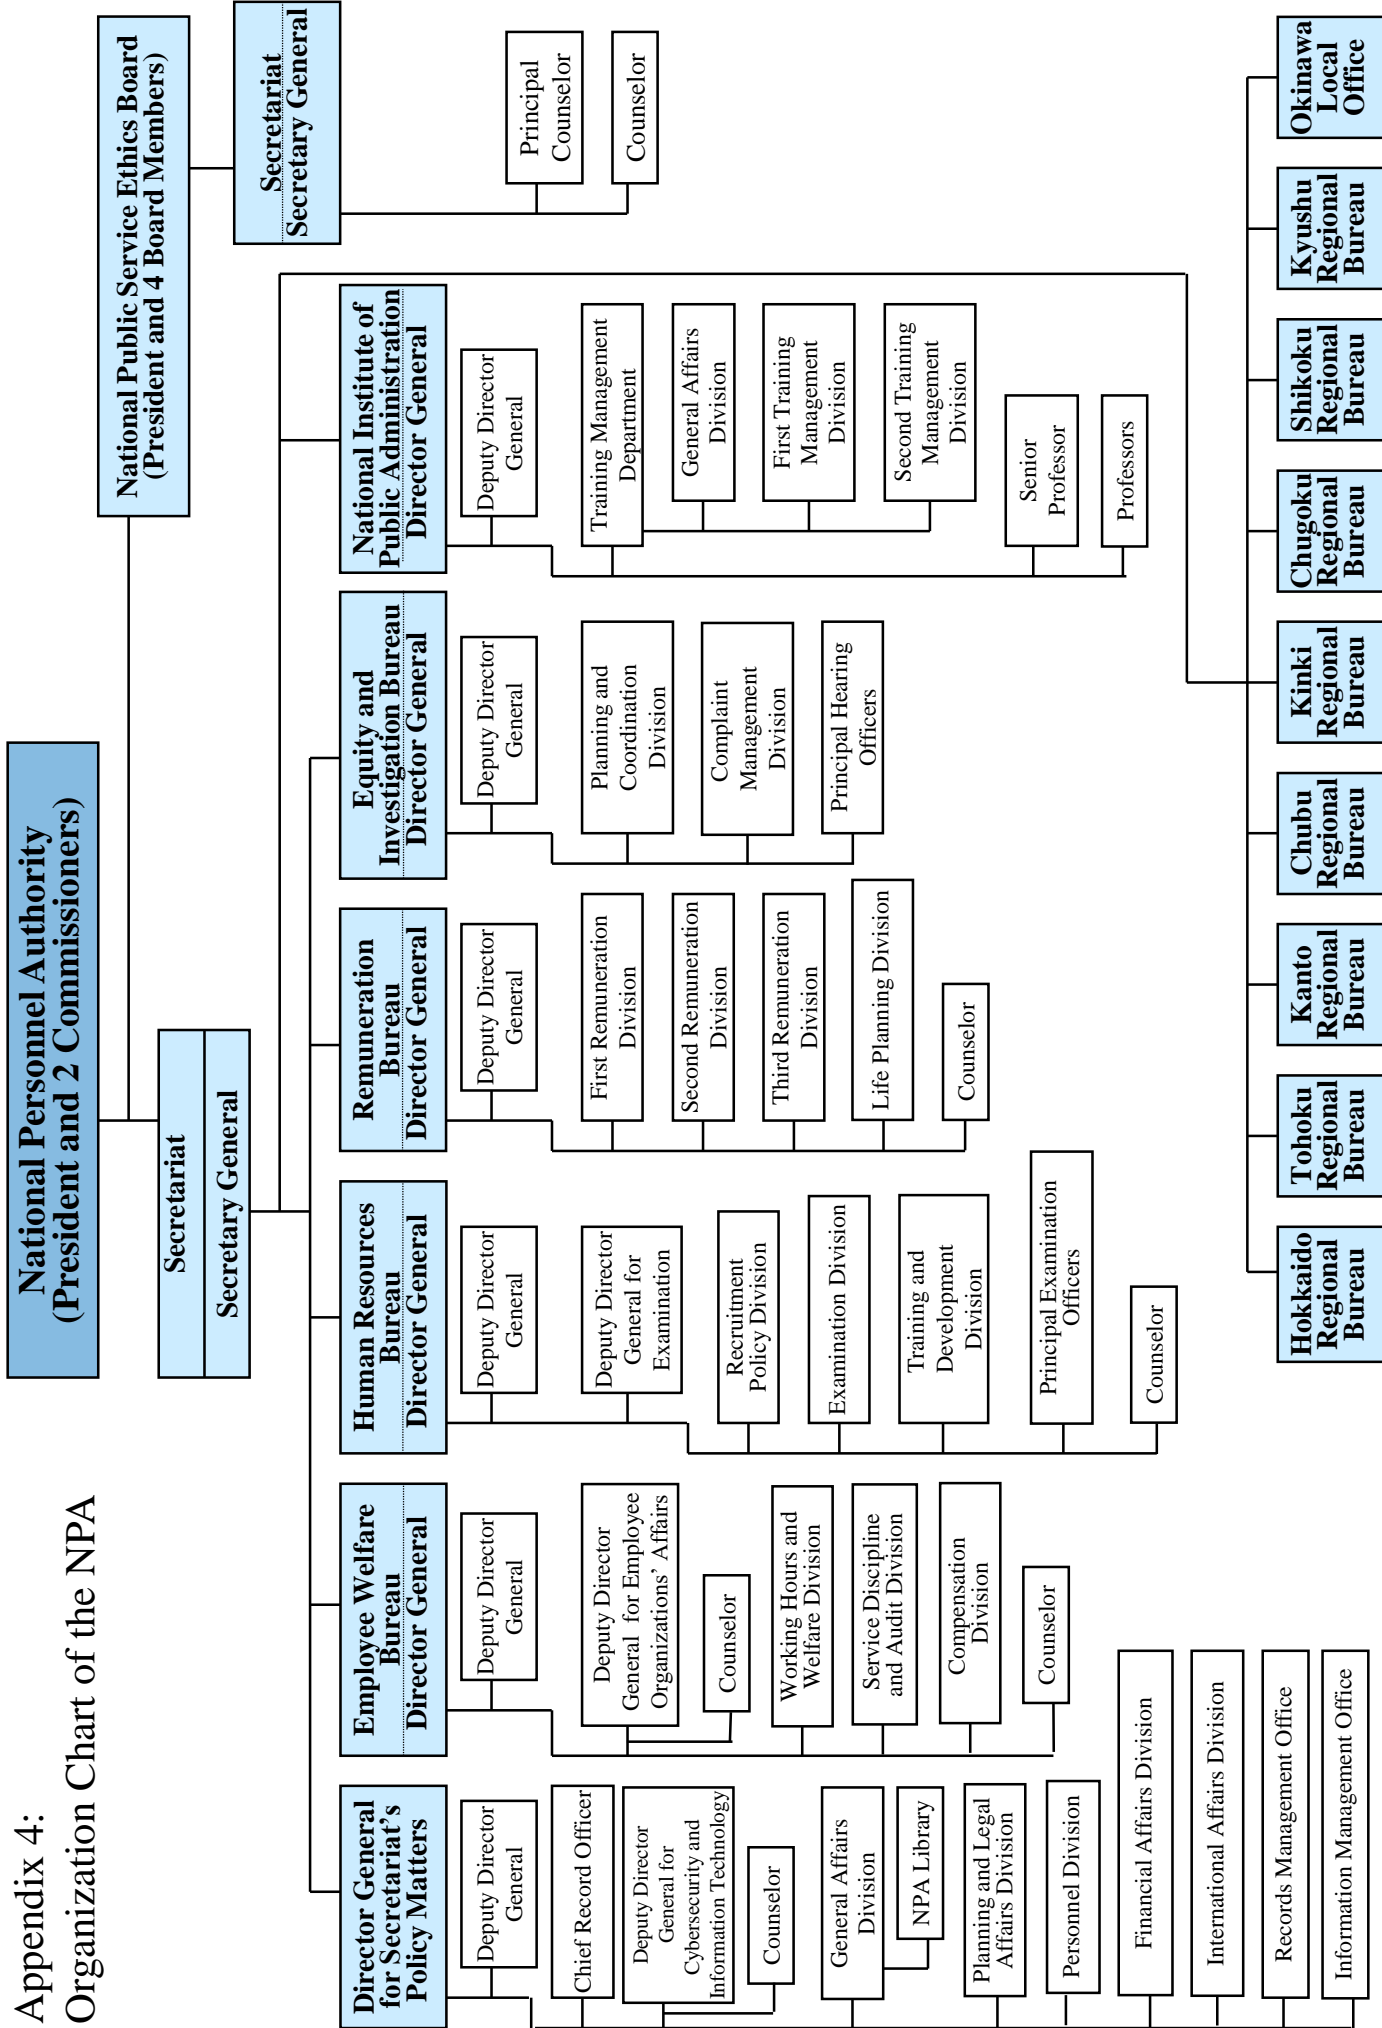 Appendix 4:
Organization Chart of the NPA
National Personnel Authority
(President and 2 Commissioners)
National Public Service Ethics Board
(President and 4 Board Members)
Secretariat
Secretary General
Secretariat
Secretary General
Principal
Counselor
Counselor
Director General
for Secretariat's
Policy Matters
Deputy Director
General
Chief Record Officer
Deputy Director
General for
Cybersecurity and
Information Technology
Counselor
General Affairs
Division
NPA Library
Planning and Legal
Affairs Division
Personnel Division
Financial Affairs Division
International Affairs Division
Records Management Office
Information Management Office
Employee Welfare
Bureau
Director General
Deputy Director
General
Deputy Director
General for Employee
Organizations' Affairs
Counselor
Working Hours and
Welfare Division
Service Discipline
and Audit Division
Compensation
Division
Counselor
Human Resources
Bureau
Director General
Deputy Director
General
Deputy Director
General for
Examination
Recruitment
Policy Division
Examination Division
Training and
Development
Division
Principal Examination
Officers
Counselor
Remuneration
Bureau
Director General
Deputy Director
General
First Remuneration
Division
Second Remuneration
Division
Third Remuneration
Division
Life Planning Division
Counselor
Equity and
Investigation Bureau
Director General
Deputy Director
General
Planning and
Coordination
Division
Complaint
Management
Division
Principal Hearing
Officers
National Institute of
Public Administration
Director General
Deputy Director
General
Training Management
Department
General Affairs
Division
First Training
Management
Division
Second Training
Management
Division
Senior
Professor
Professors
Hokkaido
Regional
Bureau
Tohoku
Regional
Bureau
Kanto
Regional
Bureau
Chubu
Regional
Bureau
Kinki
Regional
Bureau
Chugoku
Regional
Bureau
Shikoku
Regional
Bureau
Kyushu
Regional
Bureau
Okinawa
Local
Office